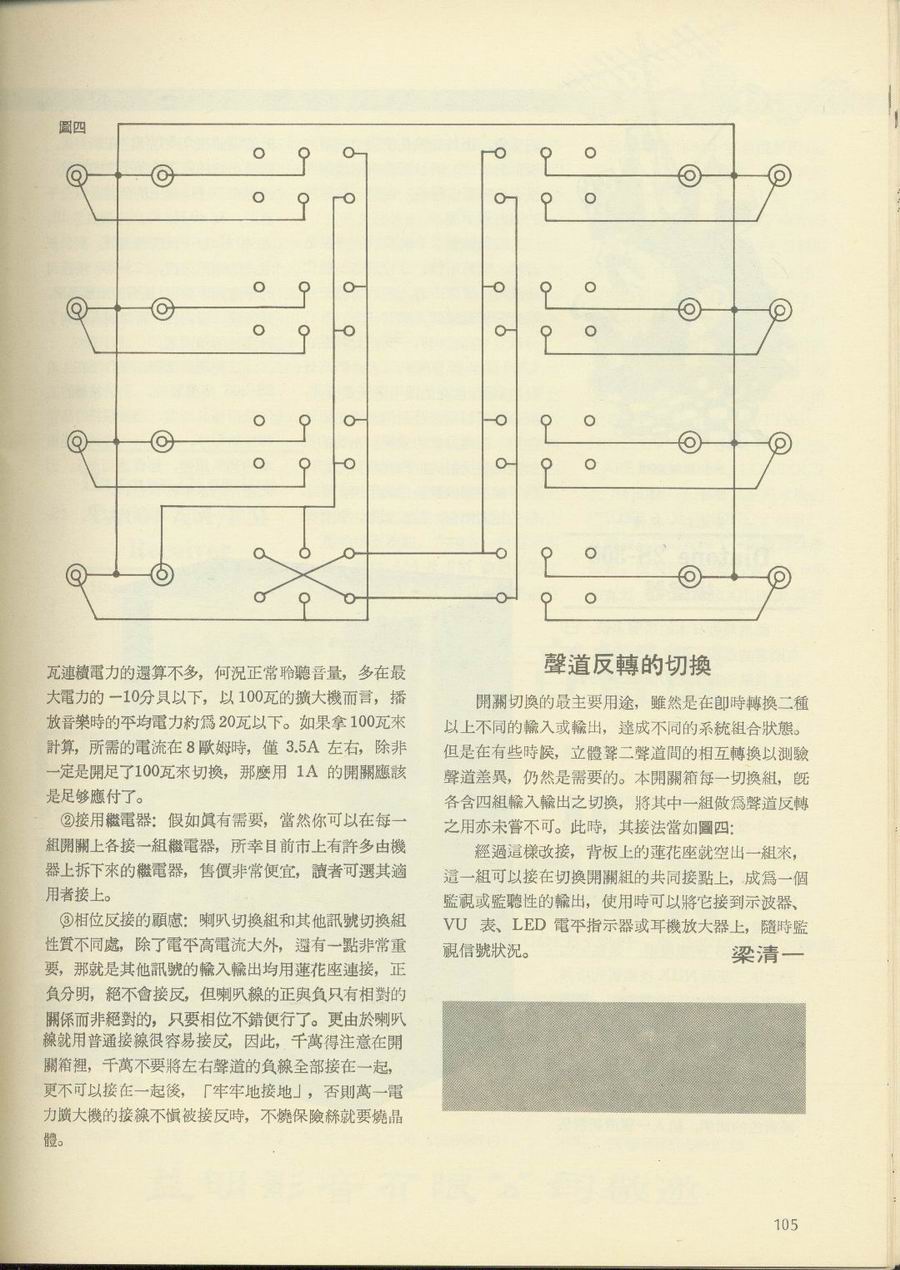 圖四
瓦連續電力的還算不多，何況正常聆聽音量，多在最
大電力的 －10分貝以下，以 100瓦的擴大機而言，播
放音樂時的平均電力約爲 20瓦以下。如果拿 100瓦來
計算，所需的電流在 8 歐姆時，僅 3.5A 左右，除非
一定是開足了100瓦來切換，那麼用 1A 的開關應該
是足够應付了。
②接用繼電器：假如眞有需要，當然你可以在每一
組開關上各接一組繼電器，所幸目前市上有許多由機
器上拆下來的繼電器，售價非常便宜，讀者可選其適
用者接上。
③相位反接的顧慮：喇叭切換組和其他訊號切換組
性質不同處，除了電平高電流大外，還有一點非常重
要，那就是其他訊號的輸入輸出均用蓮花座連接，正
負分明，絕不會接反，但喇叭線的正與負只有相對的
關係而非絕對的，只要相位不錯便行了。更由於喇叭
線就用普通接線很容易接反，因此，千萬得注意在開
關箱裡，千萬不要將左右聲道的負線全部接在一起，
更不可以接在一起後，「牢牢地接地」，否則萬一電
力擴大機的接線不愼被接反時，不燒保險絲就要燒晶
體。
聲道反轉的切換
開關切換的最主要用途，雖然是在卽時轉換二種
以上不同的輸入或輸出，達成不同的系統組合狀態。
但是在有些時候，立體聲二聲道間的相互轉換以測驗
聲道差異，仍然是需要的。本開關箱每一切換組，旣
各含四組輸入輸出之切換，將其中一組做爲聲道反轉
之用亦未嘗不可。此時，其接法當如圖四：
經過這樣改接，背板上的蓮花座就空出一組來，
這一組可以接在切換開關組的共同接點上，成爲一個
監視或監聽性的輸出，使用時可以將它接到示波器、
VU 表、LED 電平指示器或耳機放大器上，隨時監
視信號狀況。
梁清一
105